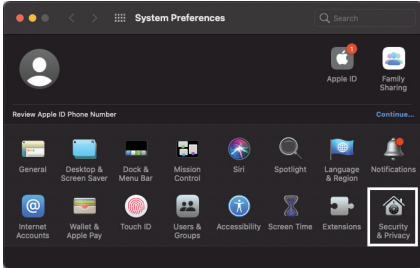 System Preferences
Search
1
Apple ID
Family
Sharing
Review Apple ID Phone Number
Continue...
General
Desktop &
Screen Saver
Dock &
Menu Bar
Mission
Control
Siri
Spotlight
Language
& Region
Notifications
Internet
Accounts
Wallet &
Apple Pay
Touch ID
Users &
Groups
Accessibility
Screen Time
Extensions
Security
& Privacy